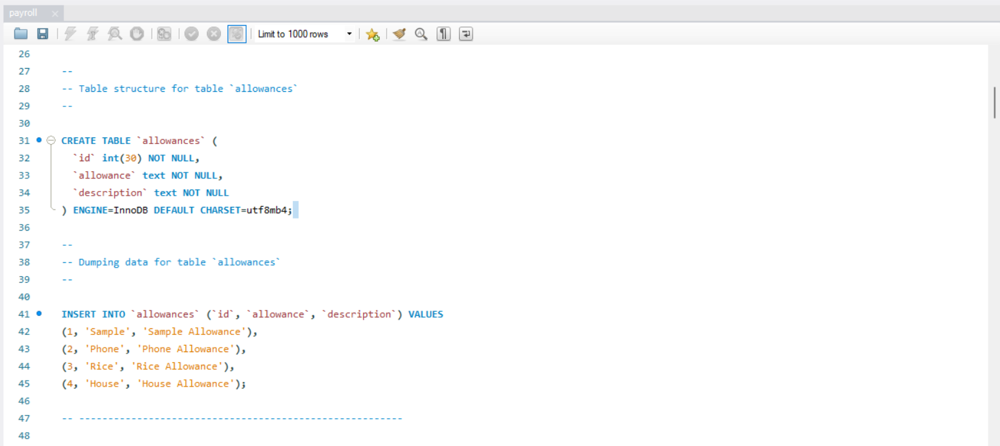 payroll
Limit to 1000 rows
26
27 --
28 -- Table structure for table `allowances`
29 --
30
31 CREATE TABLE `allowances` (
32 `id` int(30) NOT NULL,
33 `allowance` text NOT NULL,
34 `description` text NOT NULL
35 ) ENGINE=InnoDB DEFAULT CHARSET=utf8mb4;
36
37 --
38 -- Dumping data for table `allowances`
39 --
40
41 INSERT INTO `allowances` (`id`, `allowance`, `description`) VALUES
42 (1, 'Sample', 'Sample Allowance'),
43 (2, 'Phone', 'Phone Allowance'),
44 (3, 'Rice', 'Rice Allowance'),
45 (4, 'House', 'House Allowance');
46
47 -- --------------------------------------------------------
48